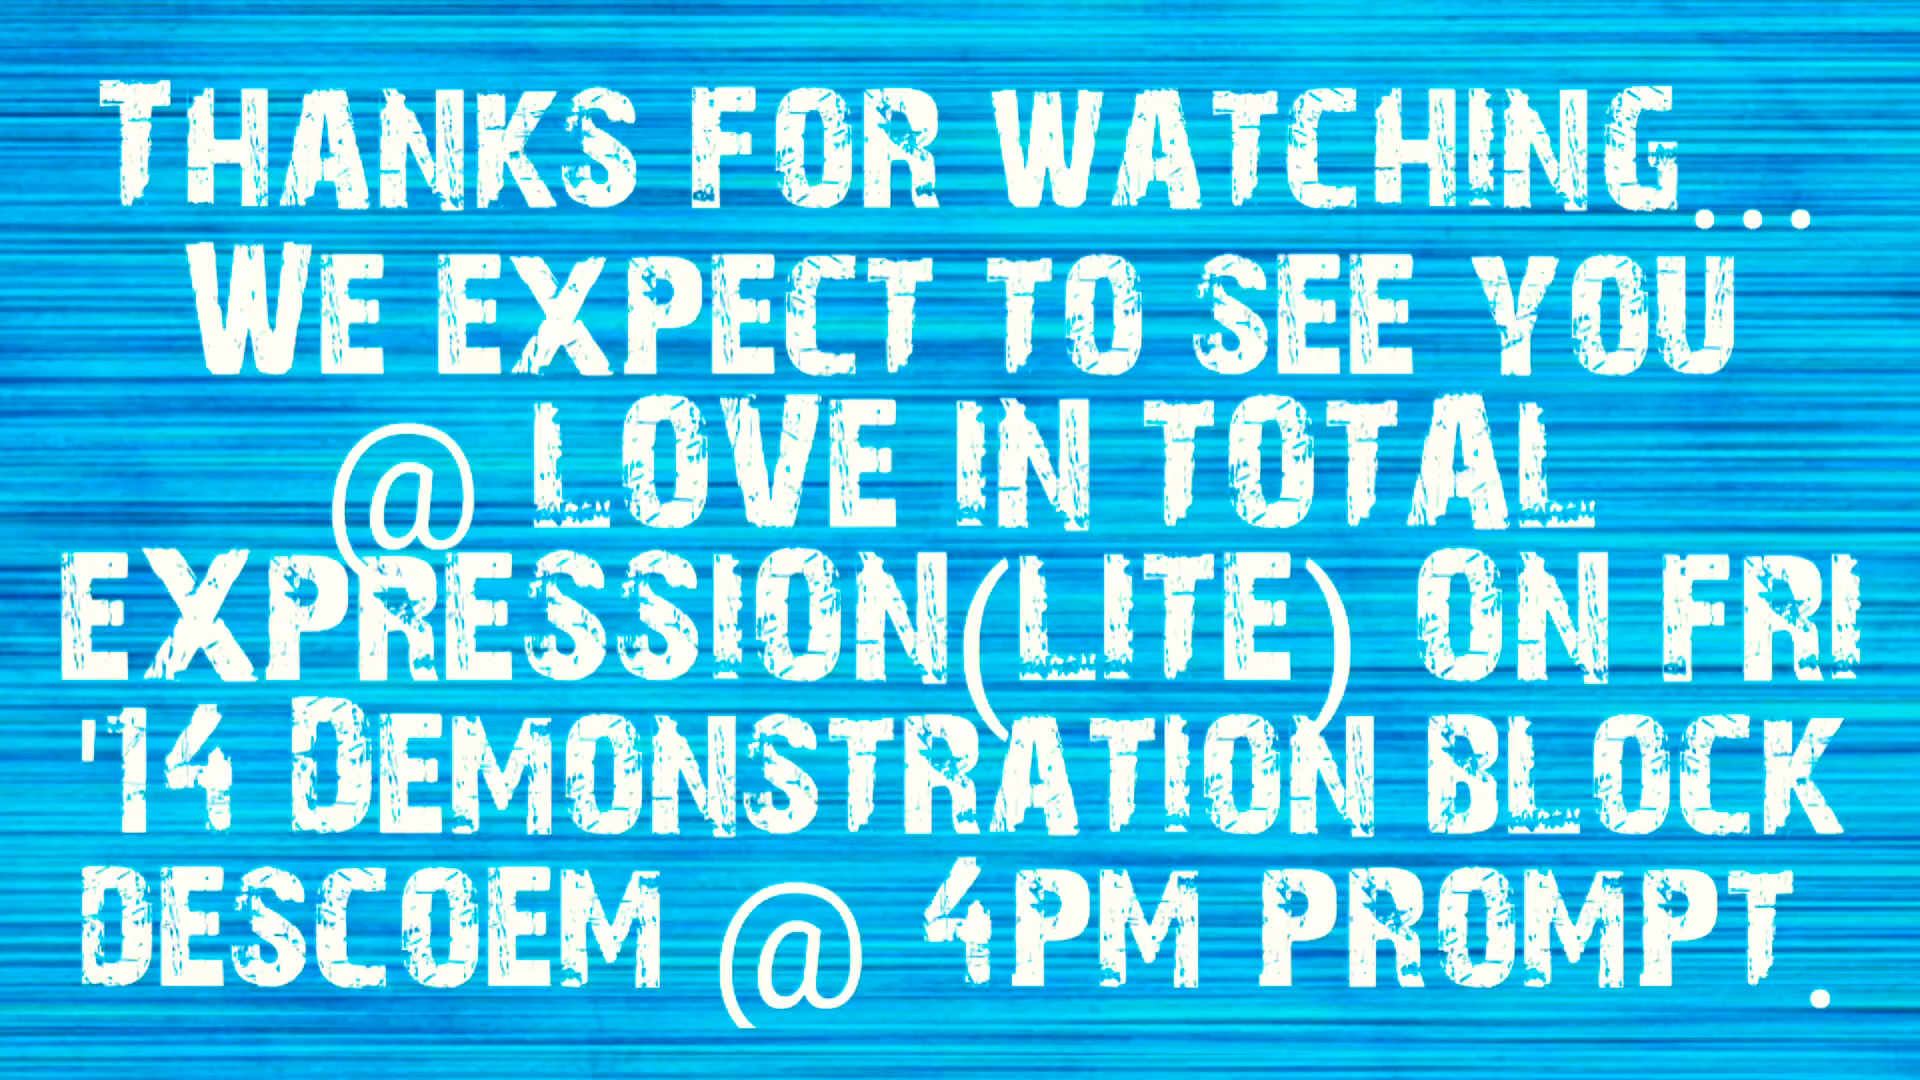 Thanks for watching...
We expect to see you
@ love in total
expression(lite) on Fri
'14 Demonstration block
descoem @ 4pm prompt.